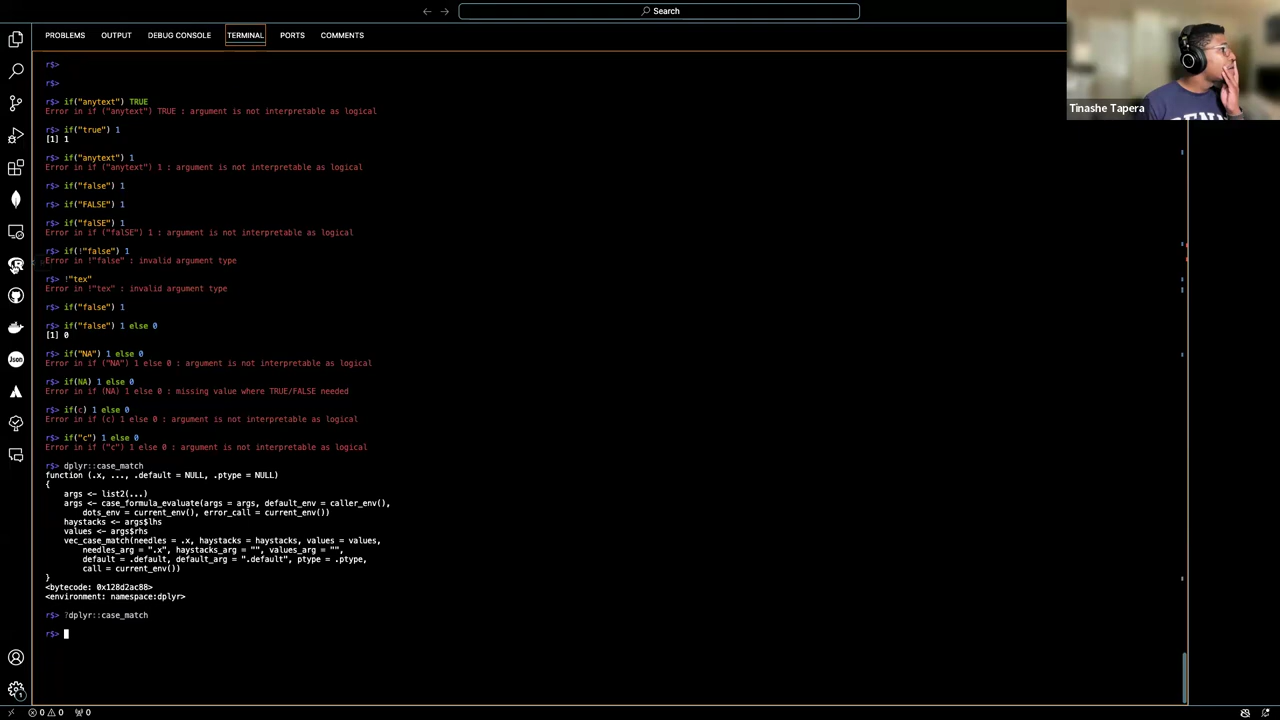 Search
PROBLEMS OUTPUT DEBUG CONSOLE TERMINAL PORTS COMMENTS
Tinashe Tapera
r$>
r$>
r$> if("anytext") TRUE
Error in if ("anytext") TRUE : argument is not interpretable as logical
r$> if("true") 1
[1] 1
r$> if("anytext") 1
Error in if ("anytext") 1 : argument is not interpretable as logical
r$> if("false") 1
r$> if("FALSE") 1
r$> if("falSE") 1
Error in if ("falSE") 1 : argument is not interpretable as logical
r$> if(!"false") 1
Error in !"false" : invalid argument type
r$> !"tex"
Error in !"tex" : invalid argument type
r$> if("false") 1
r$> if("false") 1 else 0
[1] 0
r$> if("NA") 1 else 0
Error in if ("NA") 1 else 0 : argument is not interpretable as logical
r$> if(NA) 1 else 0
Error in if (NA) 1 else 0 : missing value where TRUE/FALSE needed
r$> if(c) 1 else 0
Error in if (c) 1 else 0 : argument is not interpretable as logical
r$> if("c") 1 else 0
Error in if ("c") 1 else 0 : argument is not interpretable as logical
r$> dplyr::case_match
function (.x, ..., .default = NULL, .ptype = NULL)
{
args <- list2(...)
args <- case_formula_evaluate(args = args, default_env = caller_env(),
dots_env = current_env(), error_call = current_env())
haystacks <- args$lhs
values <- args$rhs
vec_case_match(needles = .x, haystacks = haystacks, values = values,
needles_arg = ".x", haystacks_arg = "", values_arg = "",
default = .default, default_arg = ".default", ptype = .ptype,
call = current_env())
}
<bytecode: 0x128d2ac88>
<environment: namespace:dplyr>
r$> ?dplyr::case_match
r$>
Json
1
0 0 0